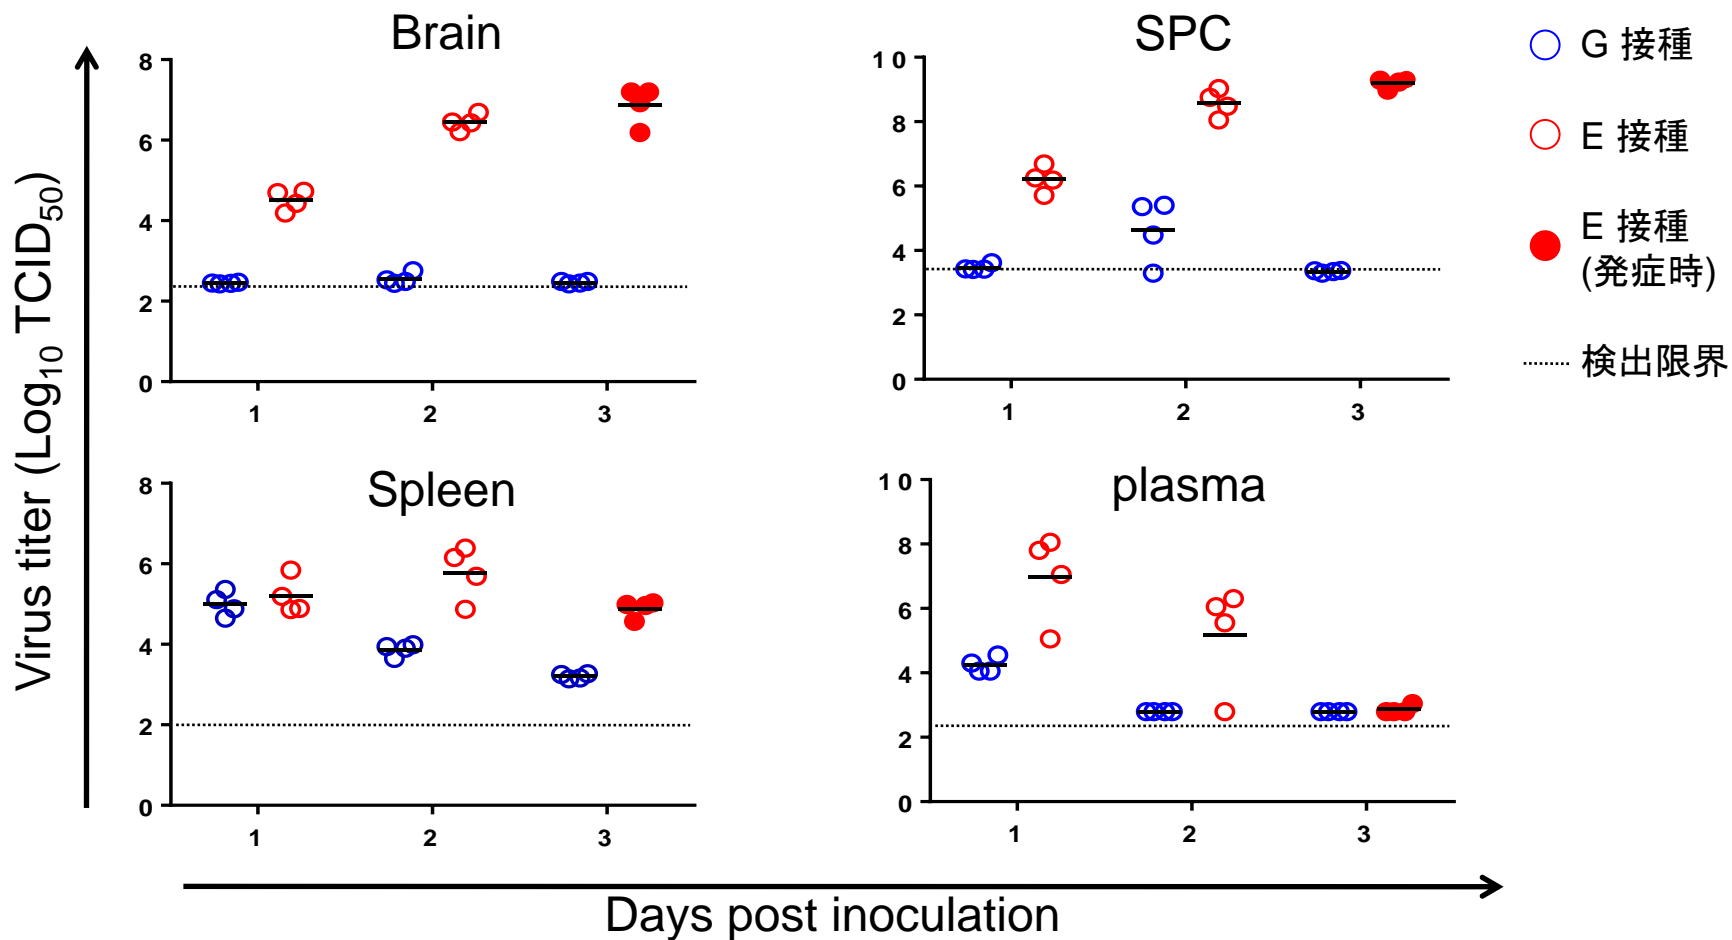 Brain
8
6
4
2
0
1 2 3
SPC
10
8
6
4
2
0
1 2 3
G 接種
E 接種
E 接種
(発症時)
検出限界
Virus titer (Log10 TCID50)
Spleen
8
6
4
2
0
1 2 3
plasma
10
8
6
4
2
0
1 2 3
Days post inoculation